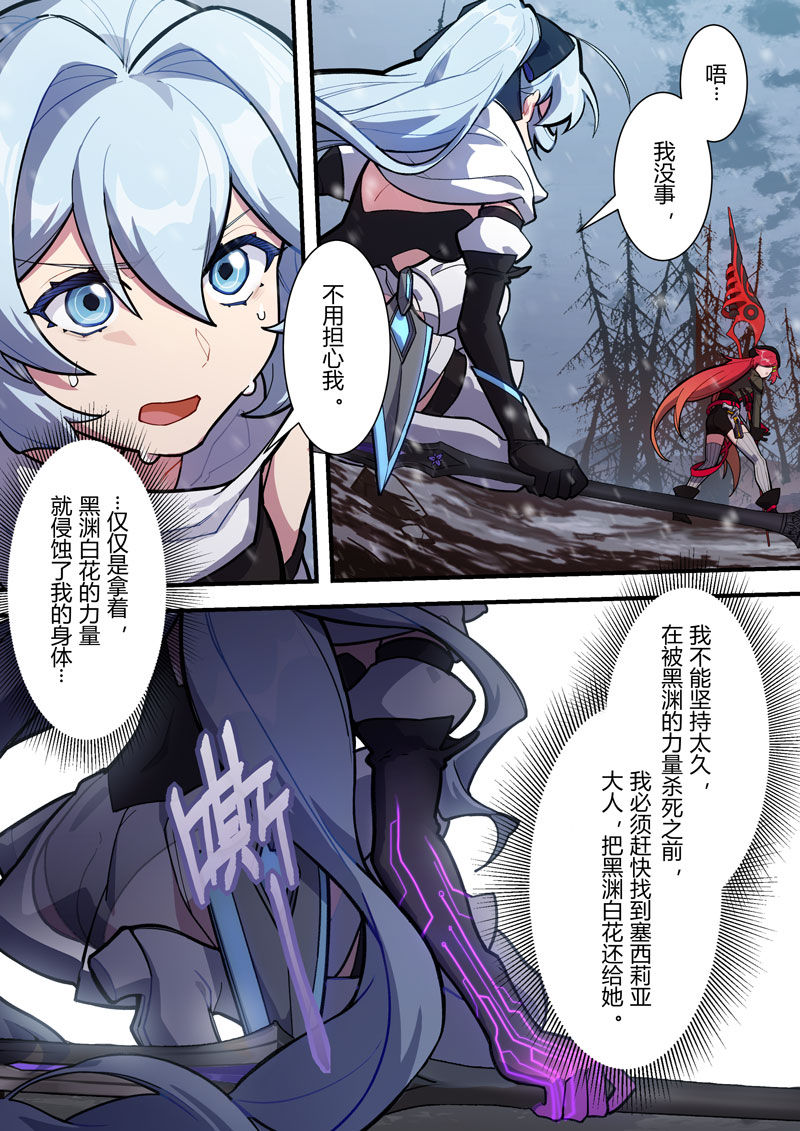 唔…
我没事，
不用担心我。
…仅仅是拿着，
黑渊白花的力量
就侵蚀了我的身体…
我不能坚持太久，
在被黑渊的力量杀死之前，
我必须赶快找到塞西莉亚
大人，把黑渊白花还给她。
嘶